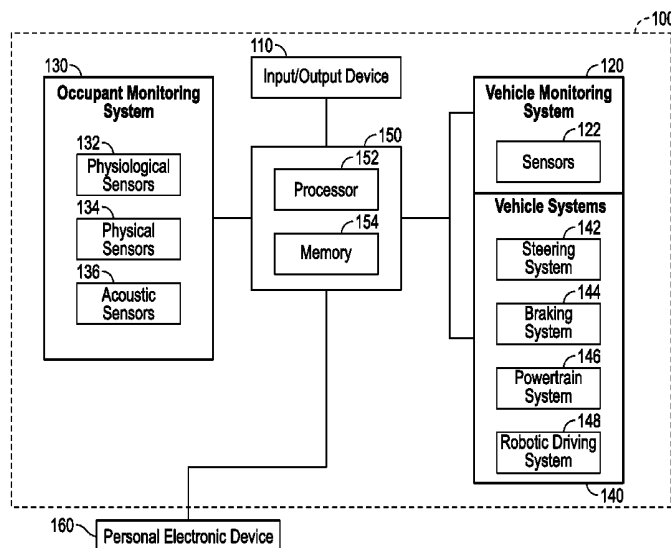 100
110
Input/Output Device
130
Occupant Monitoring
System
132
Physiological
Sensors
134
Physical
Sensors
136
Acoustic
Sensors
150
152
Processor
154
Memory
120
Vehicle Monitoring
System
122
Sensors
Vehicle Systems
142
Steering
System
144
Braking
System
146
Powertrain
System
148
Robotic Driving
System
140
160
Personal Electronic Device